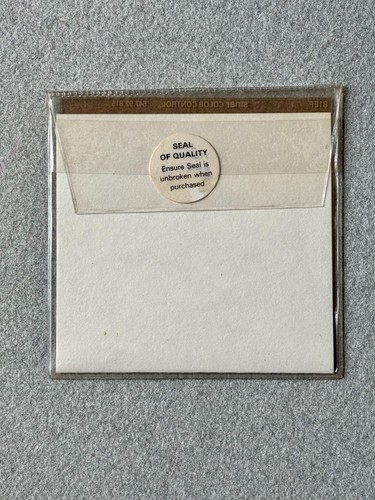 SEAL
OF QUALITY
Ensure Seal is
unbroken when
purchased